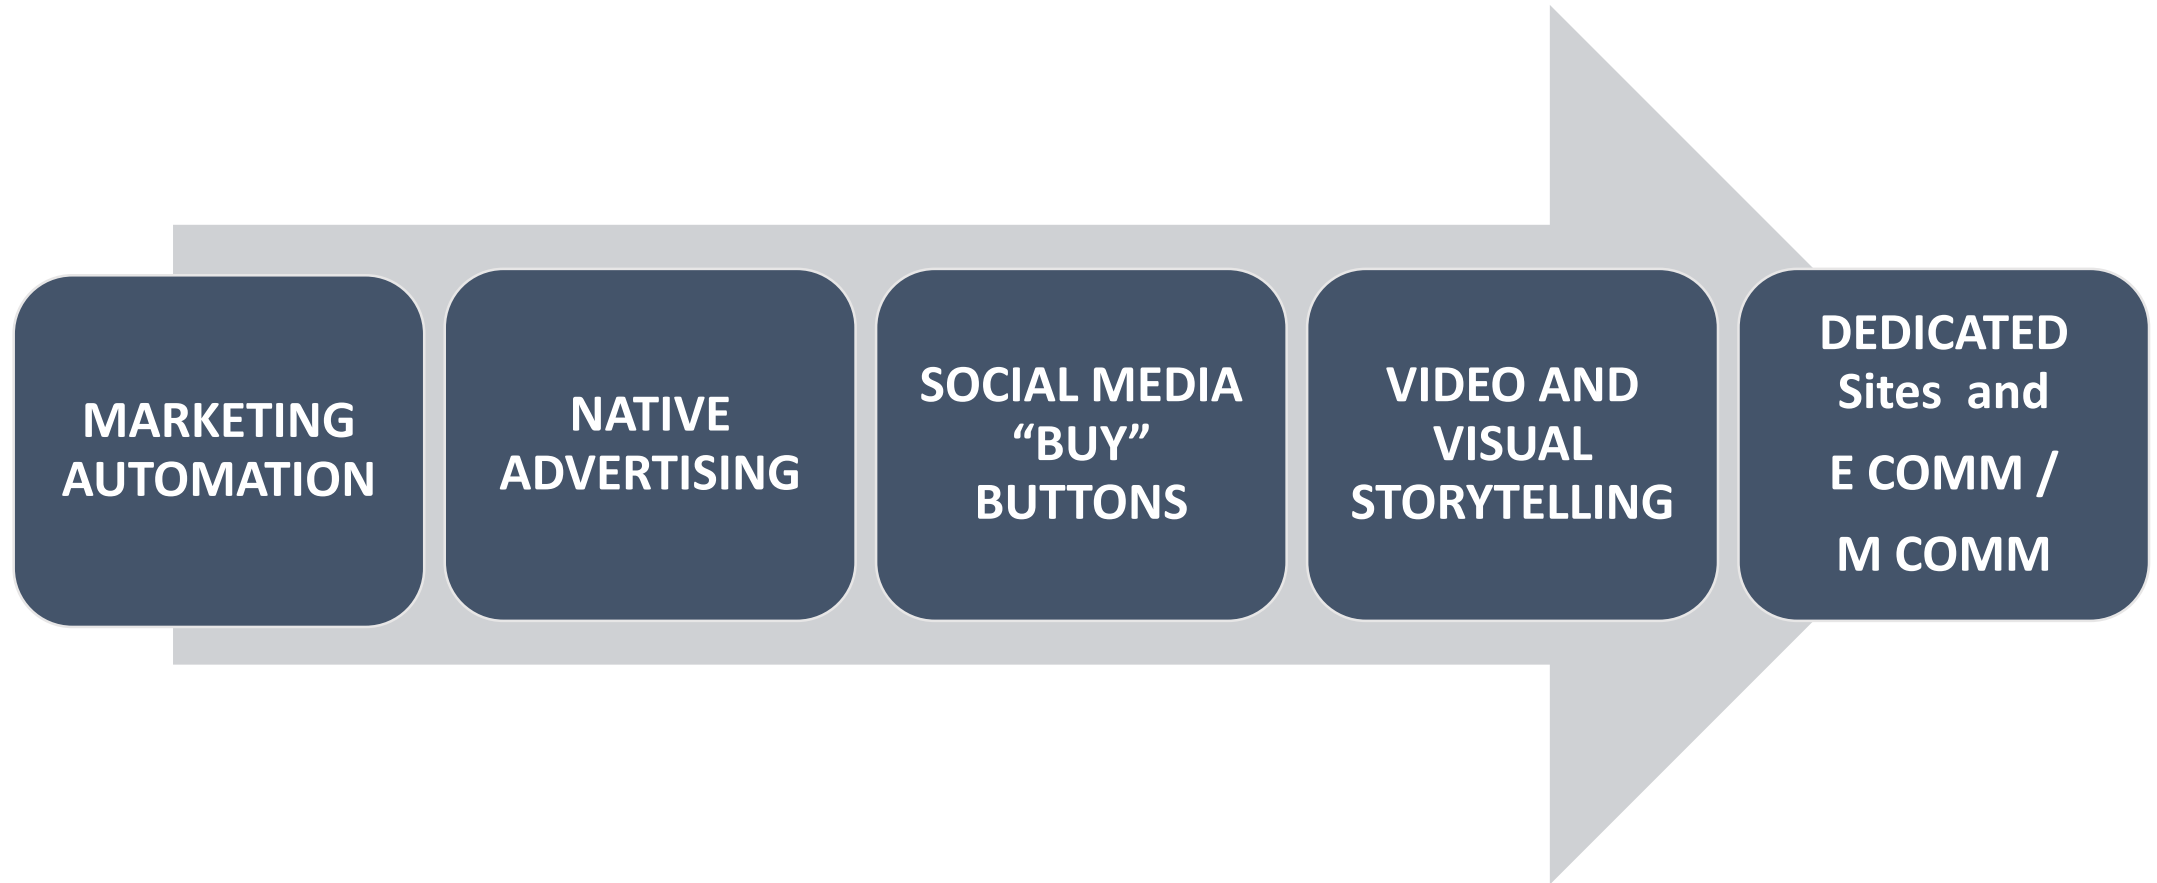 MARKETING
AUTOMATION
NATIVE
ADVERTISING
SOCIAL MEDIA
“BUY”
BUTTONS
VIDEO AND
VISUAL
STORYTELLING
DEDICATED
Sites and
E COMM /
M COMM